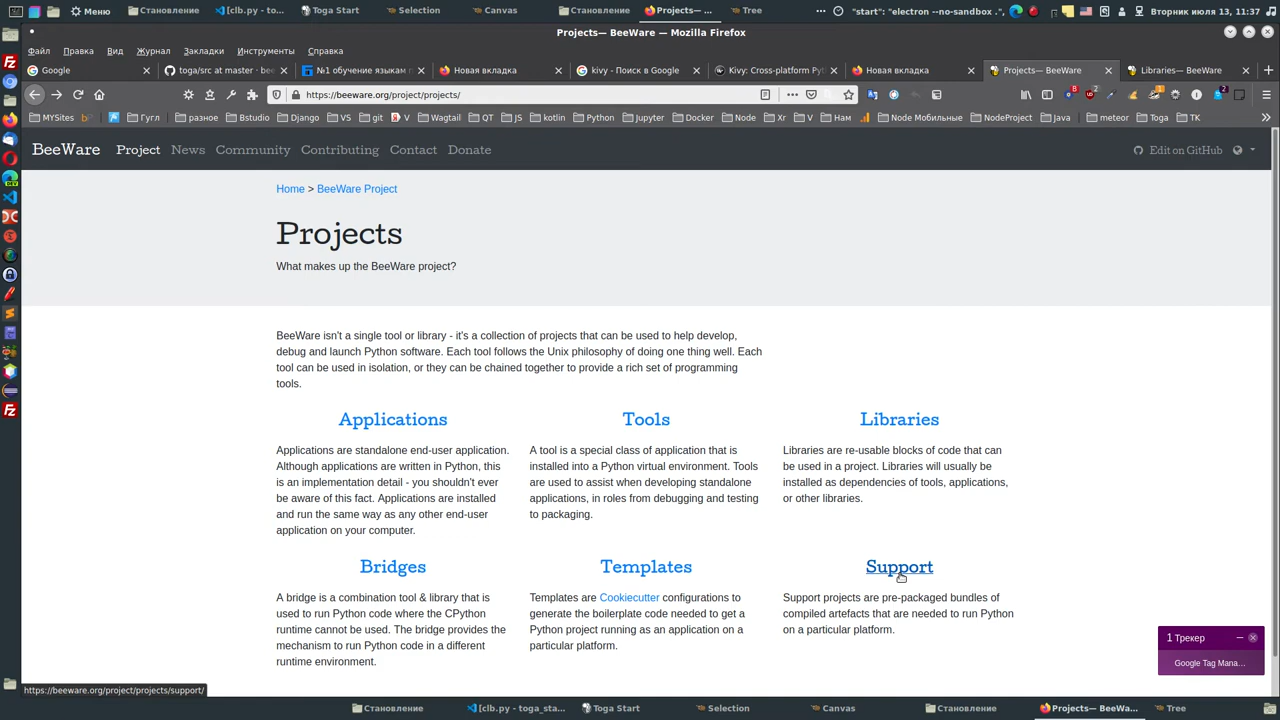 Меню
Становление
[clb.py - to...
Toga Start
Selection
Canvas
Становление
Projects— ...
Tree
"start": "electron --no-sandbox .",
Вторник июля 13, 11:37
Projects— BeeWare — Mozilla Firefox
Файл Правка Вид Журнал Закладки Инструменты Справка
Google
toga/src at master · bee
№1 обучение языкам г
Новая вкладка
kivy - Поиск в Google
Kivy: Cross-platform Pyt
Новая вкладка
Projects— BeeWare
Libraries— BeeWare
https://beeware.org/project/projects/
MYSites Гугл разное Bstudio Django VS git Я V Wagtail QT JS kotlin Python Jupyter Docker Node Xr V Нам Node Мобильные NodeProject Java meteor Toga TK
BeeWare Project News Community Contributing Contact Donate
Edit on GitHub
Home > BeeWare Project
Projects
What makes up the BeeWare project?
BeeWare isn't a single tool or library - it's a collection of projects that can be used to help develop,
debug and launch Python software. Each tool follows the Unix philosophy of doing one thing well. Each
tool can be used in isolation, or they can be chained together to provide a rich set of programming
tools.
Applications
Applications are standalone end-user application.
Although applications are written in Python, this
is an implementation detail - you shouldn't ever
be aware of this fact. Applications are installed
and run the same way as any other end-user
application on your computer.
Tools
A tool is a special class of application that is
installed into a Python virtual environment. Tools
are used to assist when developing standalone
applications, in roles from debugging and testing
to packaging.
Libraries
Libraries are re-usable blocks of code that can
be used in a project. Libraries will usually be
installed as dependencies of tools, applications,
or other libraries.
Bridges
A bridge is a combination tool & library that is
used to run Python code where the CPython
runtime cannot be used. The bridge provides the
mechanism to run Python code in a different
runtime environment.
Templates
Templates are Cookiecutter configurations to
generate the boilerplate code needed to get a
Python project running as an application on a
particular platform.
Support
Support projects are pre-packaged bundles of
compiled artefacts that are needed to run Python
on a particular platform.
1 Трекер
Google Tag Mana...
https://beeware.org/project/projects/support/
Становление
[clb.py - toga_sta...
Toga Start
Selection
Canvas
Становление
Projects— BeeWa...
Tree